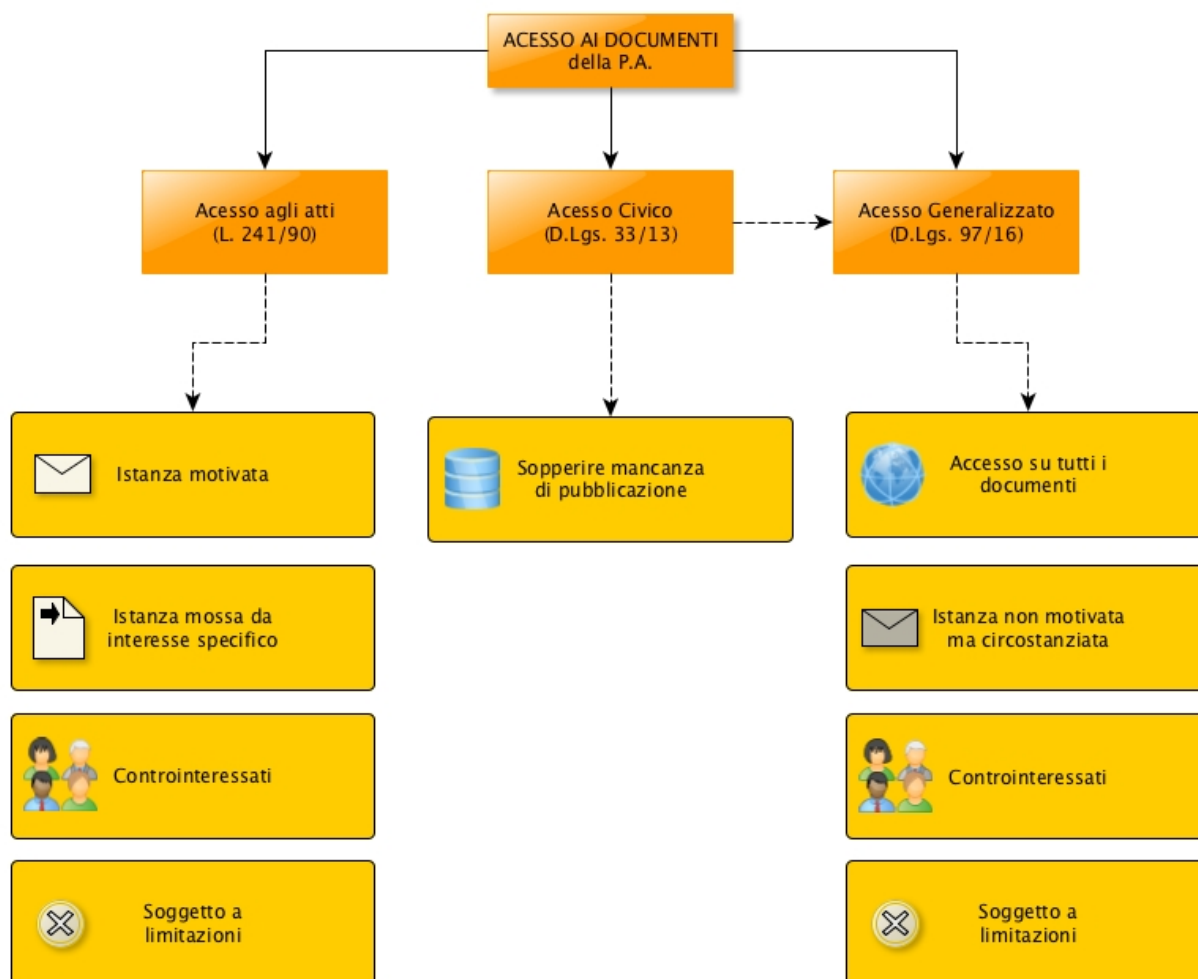 ACESSO AI DOCUMENTI
della P.A.
Acesso agli atti
(L. 241/90)
Acesso Civico
(D.Lgs. 33/13)
Acesso Generalizzato
(D.Lgs. 97/16)
Istanza motivata
Sopperire mancanza
di pubblicazione
Accesso su tutti i
documenti
Istanza mossa da
interesse specifico
Istanza non motivata
ma circostanziata
Controinteressati
Controinteressati
Soggetto a
limitazioni
Soggetto a
limitazioni